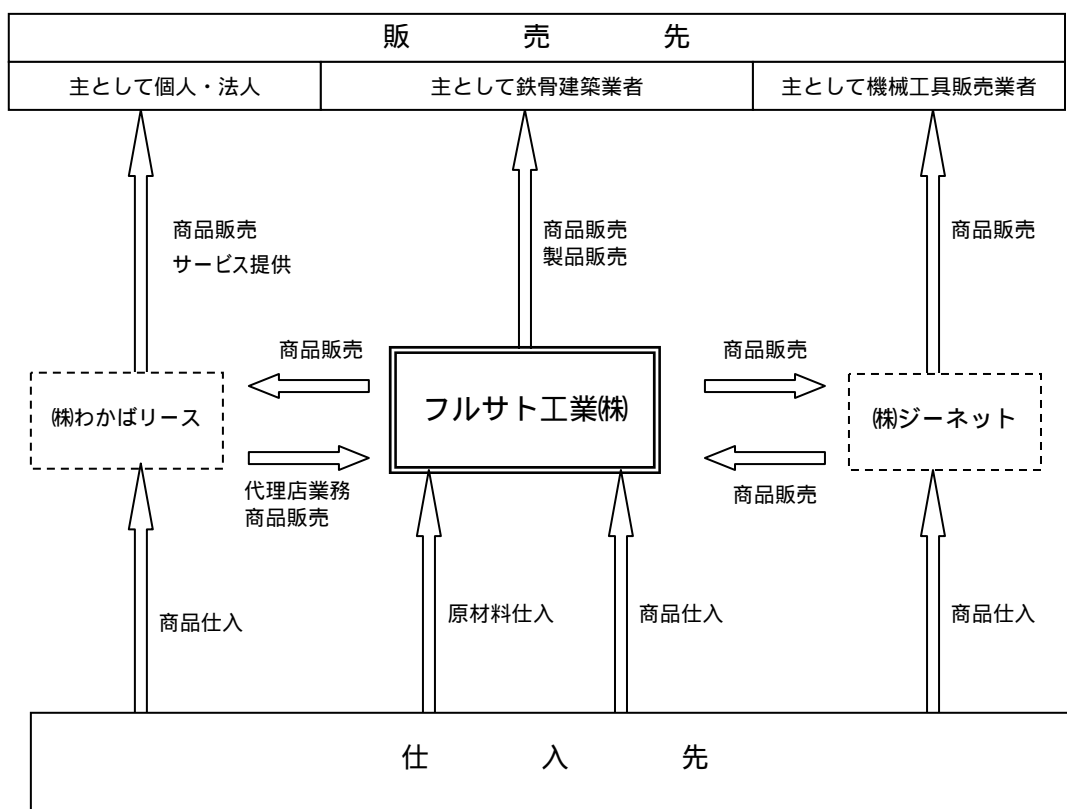 販売先
主として個人・法人
主として鉄骨建築業者
主として機械工具販売業者
商品販売
サービス提供
商品販売
製品販売
商品販売
商品販売
商品販売
㈱わかばリース
フルサト工業㈱
㈱ジーネット
代理店業務
商品販売
商品販売
商品仕入
原材料仕入
商品仕入
商品仕入
仕入先